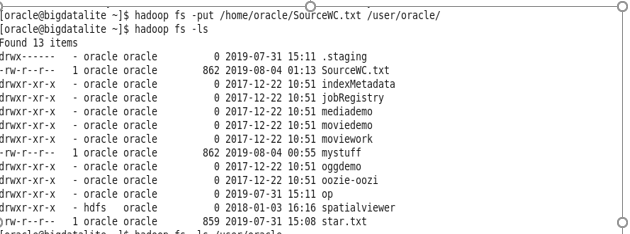 [oracle@bigdatalite ~]$ hadoop fs -put /home/oracle/SourceWC.txt /user/oracle/
[oracle@bigdatalite ~]$ hadoop fs -ls
Found 13 items
drwx------   - oracle oracle          0 2019-07-31 15:11 .staging
-rw-r--r--   1 oracle oracle        862 2019-08-04 01:13 SourceWC.txt
drwxr-xr-x   - oracle oracle          0 2017-12-22 10:51 indexMetadata
drwxr-xr-x   - oracle oracle          0 2017-12-22 10:51 jobRegistry
drwxr-xr-x   - oracle oracle          0 2017-12-22 10:51 mediademo
drwxr-xr-x   - oracle oracle          0 2017-12-22 10:51 moviedemo
drwxr-xr-x   - oracle oracle          0 2017-12-22 10:51 moviework
-rw-r--r--   1 oracle oracle        862 2019-08-04 00:55 mystuff
drwxr-xr-x   - oracle oracle          0 2017-12-22 10:51 oggdemo
drwxr-xr-x   - oracle oracle          0 2017-12-22 10:51 oozie-oozi
drwxr-xr-x   - oracle oracle          0 2019-07-31 15:11 op
drwxr-xr-x   - hdfs   oracle          0 2018-01-03 16:16 spatialviewer
-rw-r--r--   1 oracle oracle        859 2019-07-31 15:08 star.txt
[oracle@bigdatalite ~]$ hadoop fs -ls /user/oracle